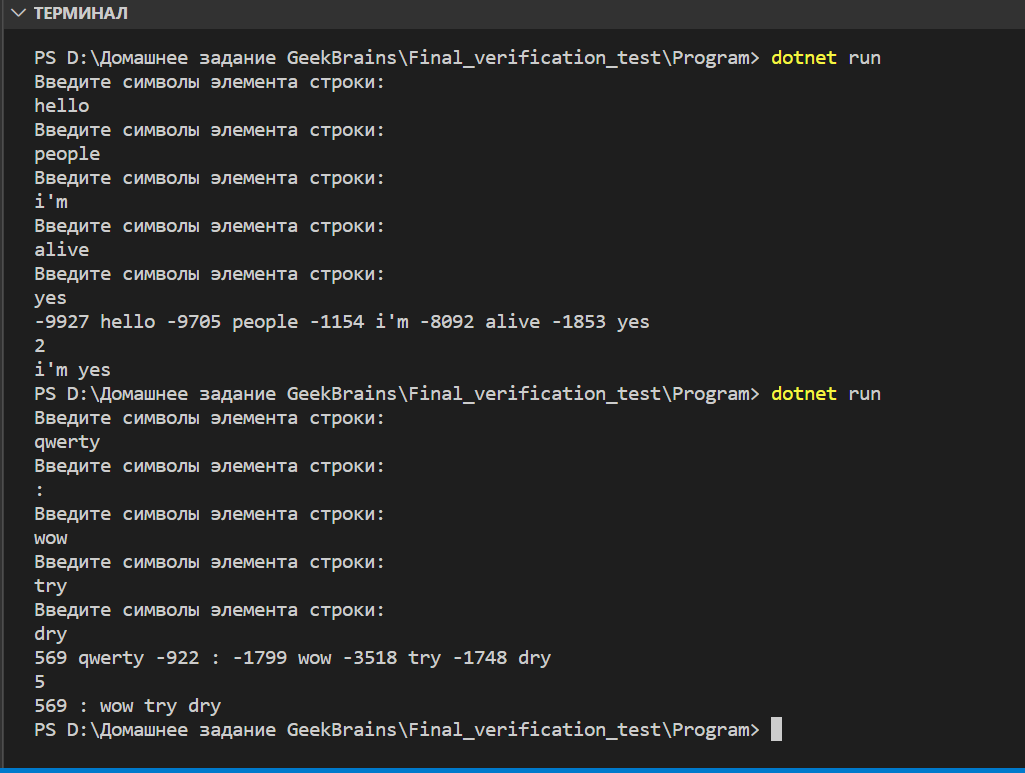 ТЕРМИНАЛ
PS D:\Домашнее задание GeekBrains\Final_verification_test\Program> dotnet run
Введите символы элемента строки:
hello
Введите символы элемента строки:
people
Введите символы элемента строки:
i'm
Введите символы элемента строки:
alive
Введите символы элемента строки:
yes
-9927 hello -9705 people -1154 i'm -8092 alive -1853 yes
2
i'm yes
PS D:\Домашнее задание GeekBrains\Final_verification_test\Program> dotnet run
Введите символы элемента строки:
qwerty
Введите символы элемента строки:
:
Введите символы элемента строки:
wow
Введите символы элемента строки:
try
Введите символы элемента строки:
dry
569 qwerty -922 : -1799 wow -3518 try -1748 dry
5
569 : wow try dry
PS D:\Домашнее задание GeekBrains\Final_verification_test\Program>